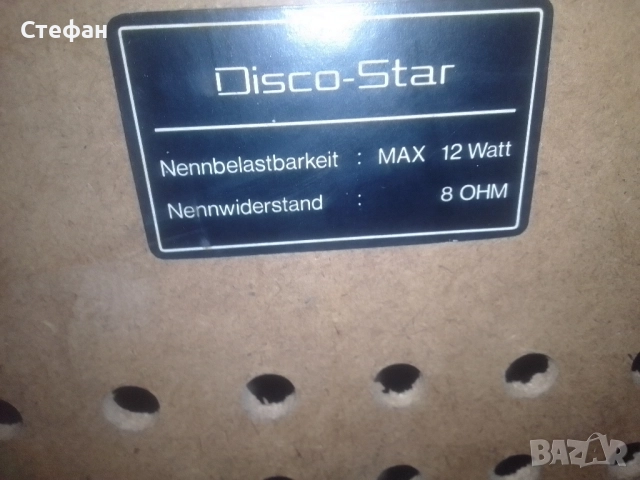 Стефан
Disco-Star
Nennbelastbarkeit : MAX 12 Watt
Nennwiderstand : 8 OHM
BAZAR